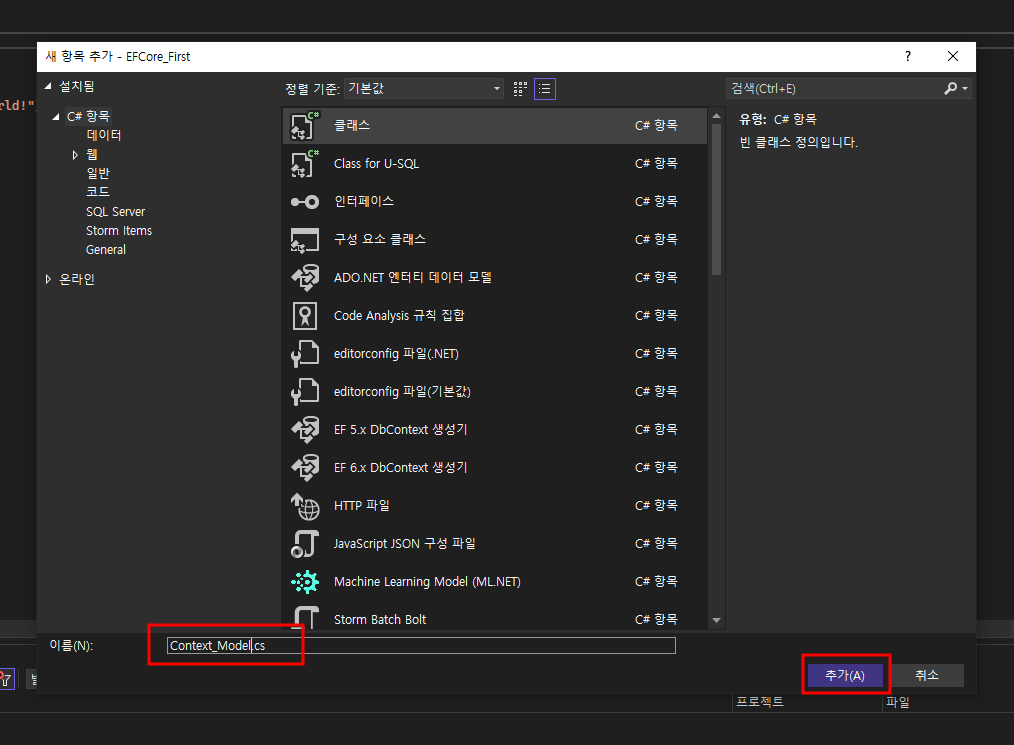 새 항목 추가 - EFCore_First
?
rld!"
설치됨
정렬 기준: 기본값
검색(Ctrl+E)
C# 항목
데이터
웹
일반
코드
SQL Server
Storm Items
General
온라인
클래스 C# 항목
Class for U-SQL C# 항목
인터페이스 C# 항목
구성 요소 클래스 C# 항목
ADO.NET 엔터티 데이터 모델 C# 항목
Code Analysis 규칙 집합 C# 항목
editorconfig 파일(.NET) C# 항목
editorconfig 파일(기본값) C# 항목
EF 5.x DbContext 생성기 C# 항목
EF 6.x DbContext 생성기 C# 항목
HTTP 파일 C# 항목
JavaScript JSON 구성 파일 C# 항목
Machine Learning Model (ML.NET) C# 항목
Storm Batch Bolt C# 항목
유형: C# 항목
빈 클래스 정의입니다.
이름(N): Context_Model.cs
추가(A) 취소
프로젝트 파일